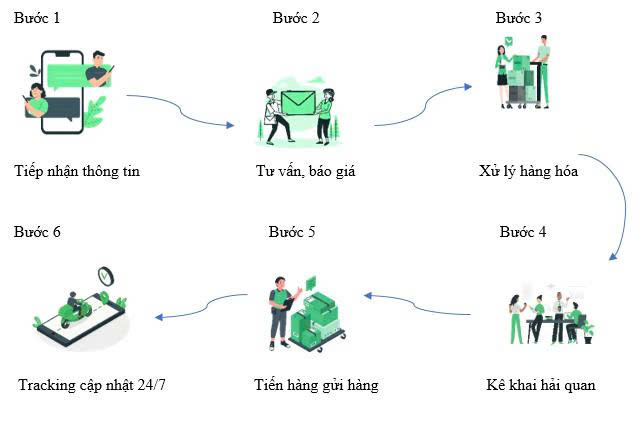 Bước 1
Bước 2
Bước 3
Tiếp nhận thông tin
Tư vấn, báo giá
Xử lý hàng hóa
Bước 6
Bước 5
Bước 4
Tracking cập nhật 24/7
Tiến hàng gửi hàng
Kê khai hải quan